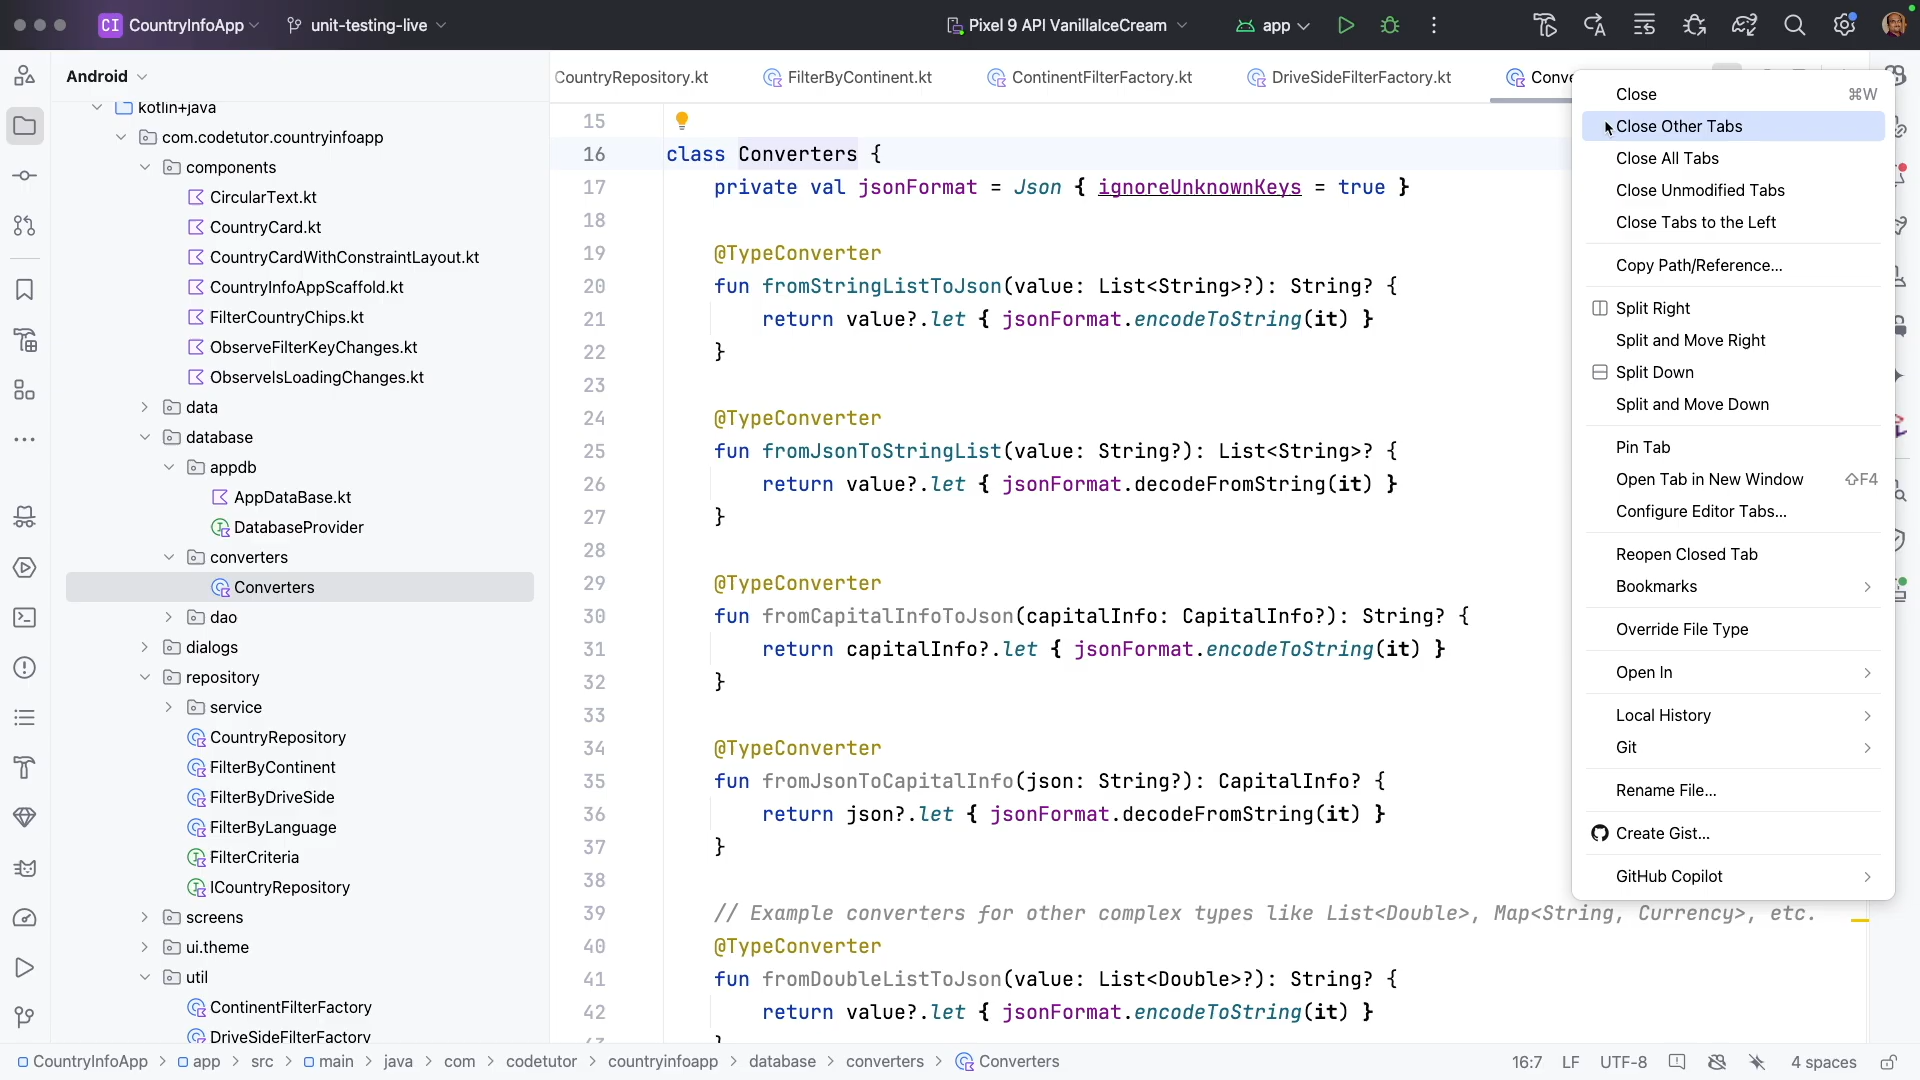 CI CountryInfoApp unit-testing-live Pixel 9 API VanillaIceCream app
Android
CountryRepository.kt FilterByContinent.kt ContinentFilterFactory.kt DriveSideFilterFactory.kt Conve
kotlin+java
com.codetutor.countryinfoapp
components
CircularText.kt
CountryCard.kt
CountryCardWithConstraintLayout.kt
CountryInfoAppScaffold.kt
FilterCountryChips.kt
ObserveFilterKeyChanges.kt
ObserveIsLoadingChanges.kt
data
database
appdb
AppDataBase.kt
DatabaseProvider
converters
Converters
dao
dialogs
repository
service
CountryRepository
FilterByContinent
FilterByDriveSide
FilterByLanguage
FilterCriteria
ICountryRepository
screens
ui.theme
util
ContinentFilterFactory
DriveSideFilterFactory
15
16 class Converters {
17 private val jsonFormat = Json { ignoreUnknownKeys = true }
18
19 @TypeConverter
20 fun fromStringListToJson(value: List<String>?): String? {
21 return value?.let { jsonFormat.encodeToString(it) }
22 }
23
24 @TypeConverter
25 fun fromJsonToStringList(value: String?): List<String>? {
26 return value?.let { jsonFormat.decodeFromString(it) }
27 }
28
29 @TypeConverter
30 fun fromCapitalInfoToJson(capitalInfo: CapitalInfo?): String? {
31 return capitalInfo?.let { jsonFormat.encodeToString(it) }
32 }
33
34 @TypeConverter
35 fun fromJsonToCapitalInfo(json: String?): CapitalInfo? {
36 return json?.let { jsonFormat.decodeFromString(it) }
37 }
38
39 // Example converters for other complex types like List<Double>, Map<String, Currency>, etc.
40 @TypeConverter
41 fun fromDoubleListToJson(value: List<Double>?): String? {
42 return value?.let { jsonFormat.encodeToString(it) }
Close ⌘W
Close Other Tabs
Close All Tabs
Close Unmodified Tabs
Close Tabs to the Left
Copy Path/Reference...
Split Right
Split and Move Right
Split Down
Split and Move Down
Pin Tab
Open Tab in New Window ⇧F4
Configure Editor Tabs...
Reopen Closed Tab
Bookmarks
Override File Type
Open In
Local History
Git
Rename File...
Create Gist...
GitHub Copilot
CountryInfoApp > app > src > main > java > com > codetutor > countryinfoapp > database > converters > Converters 16:7 LF UTF-8 4 spaces